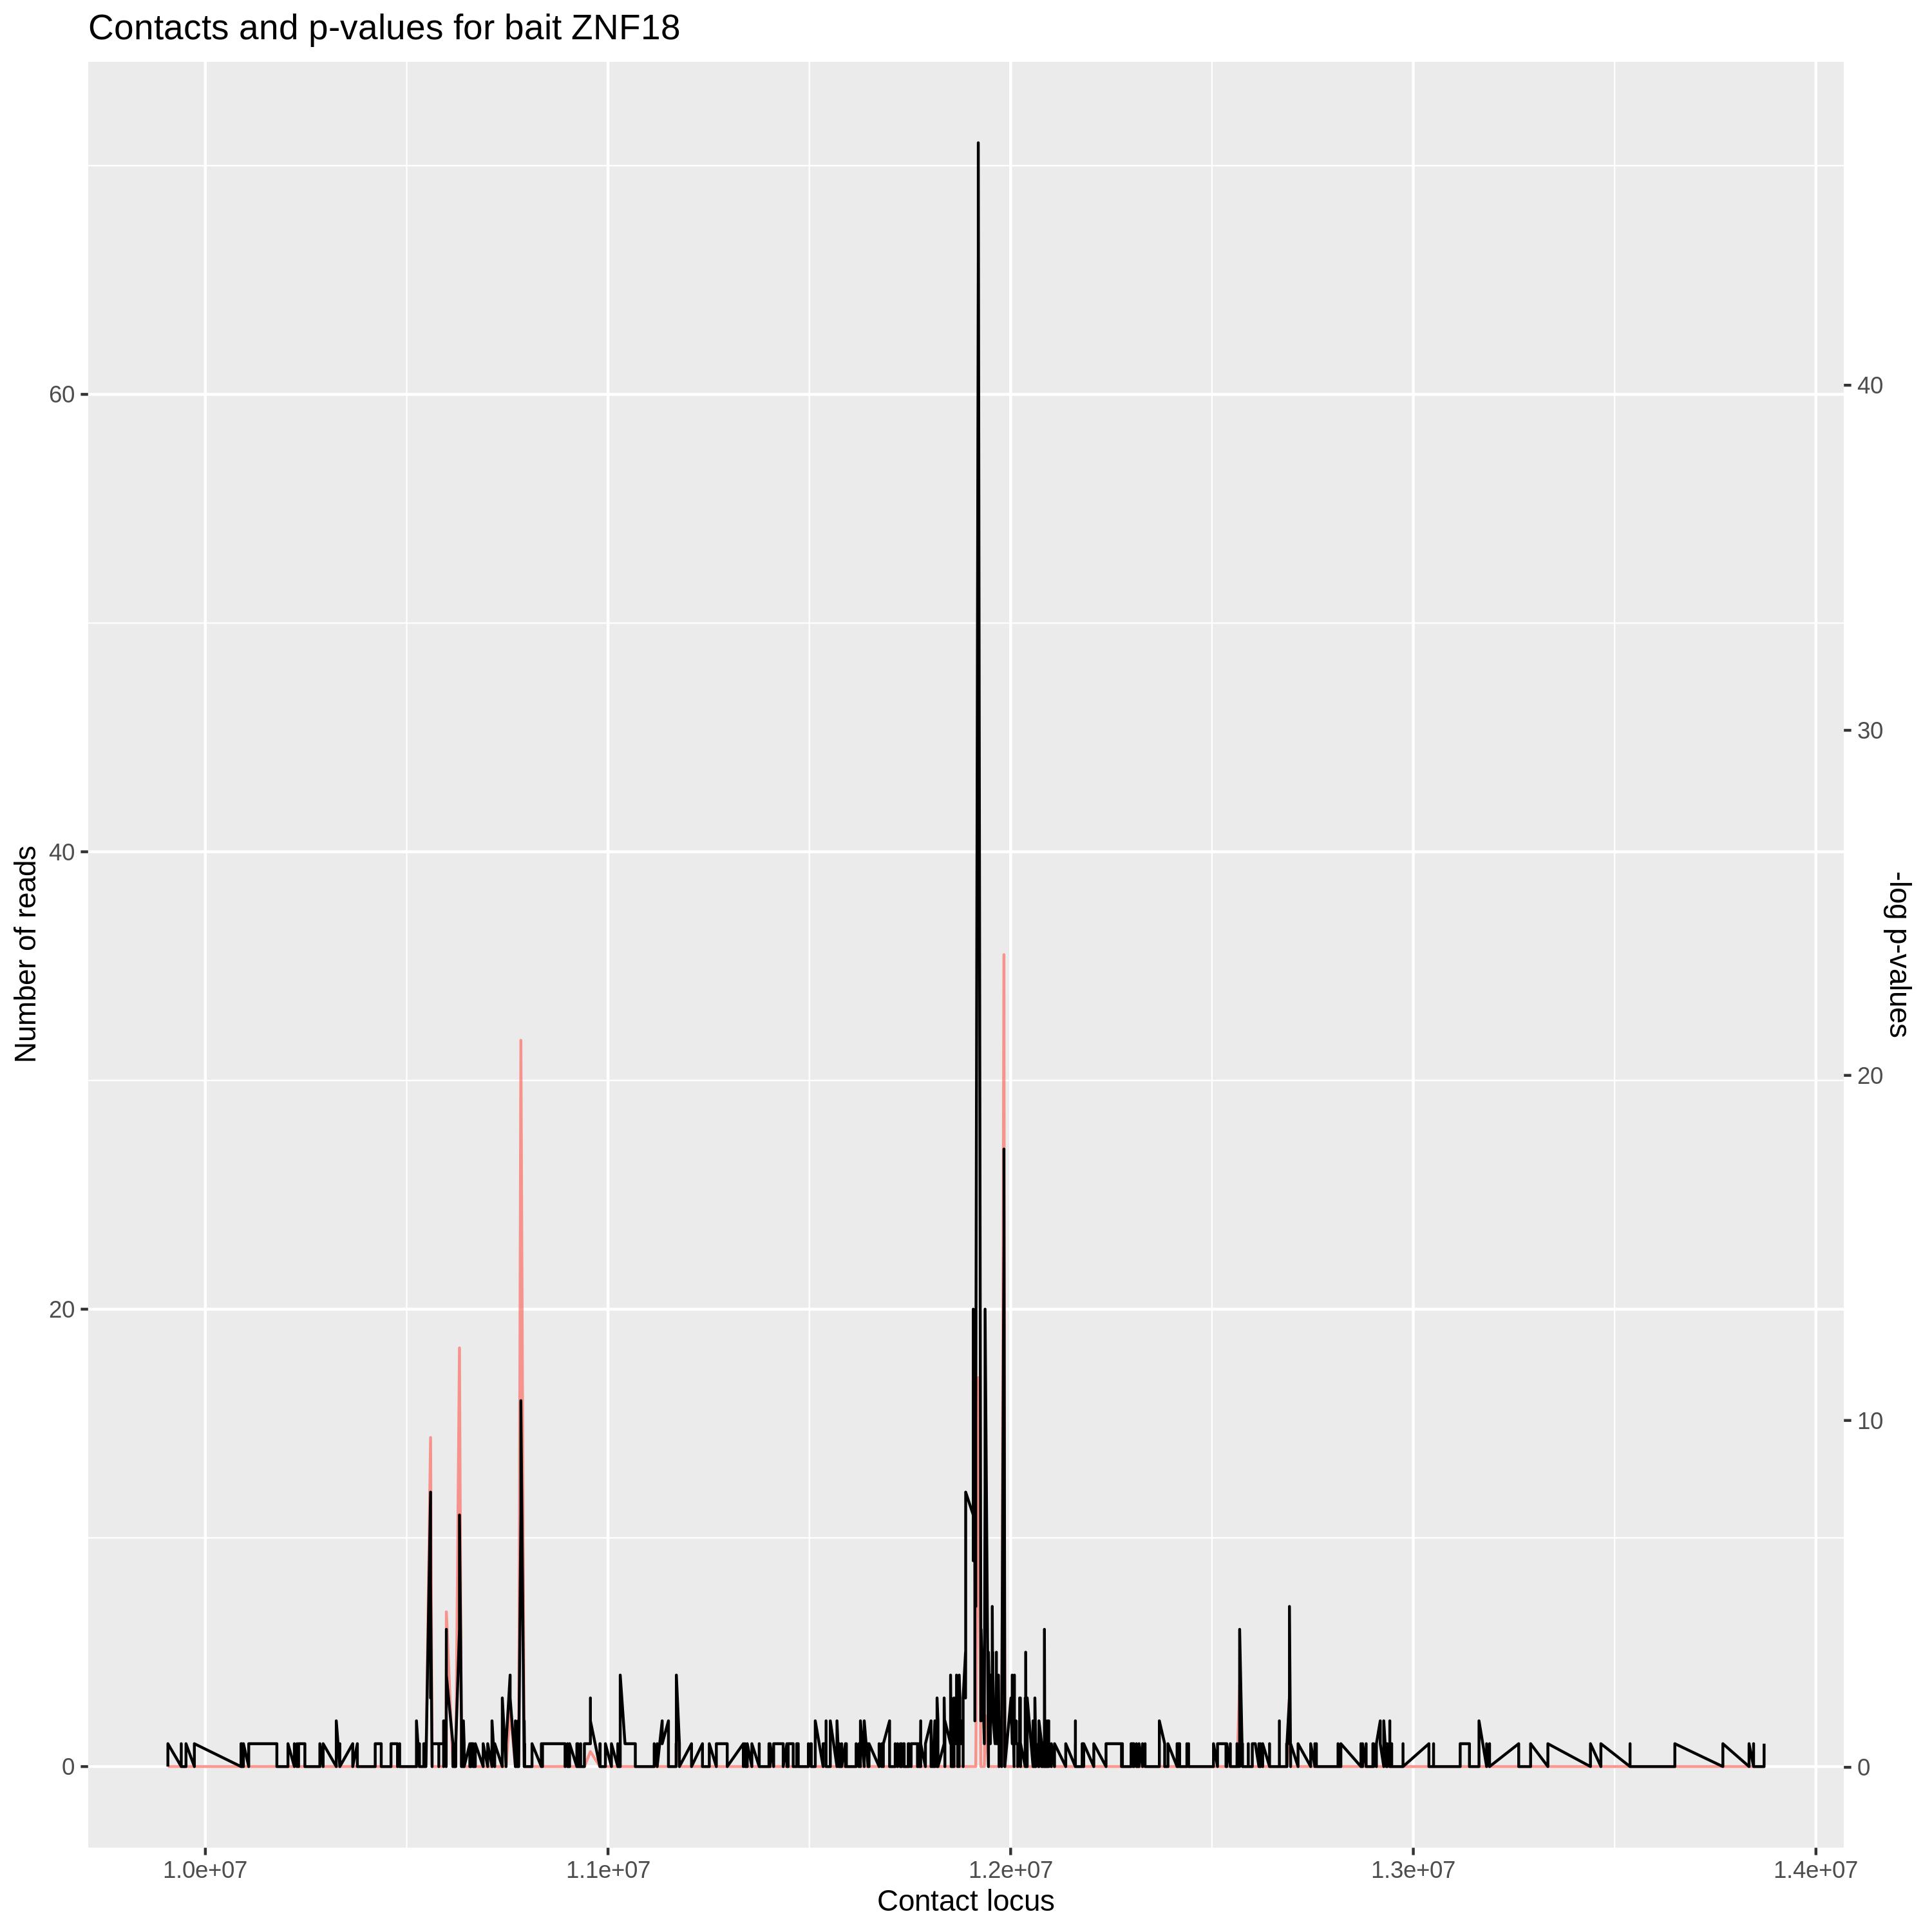 Contacts and p-values for bait ZNF18
60
40
20
0
Number of reads
40
30
20
10
0
-log p-values
1.0e+07 1.1e+07 1.2e+07 1.3e+07 1.4e+07
Contact locus